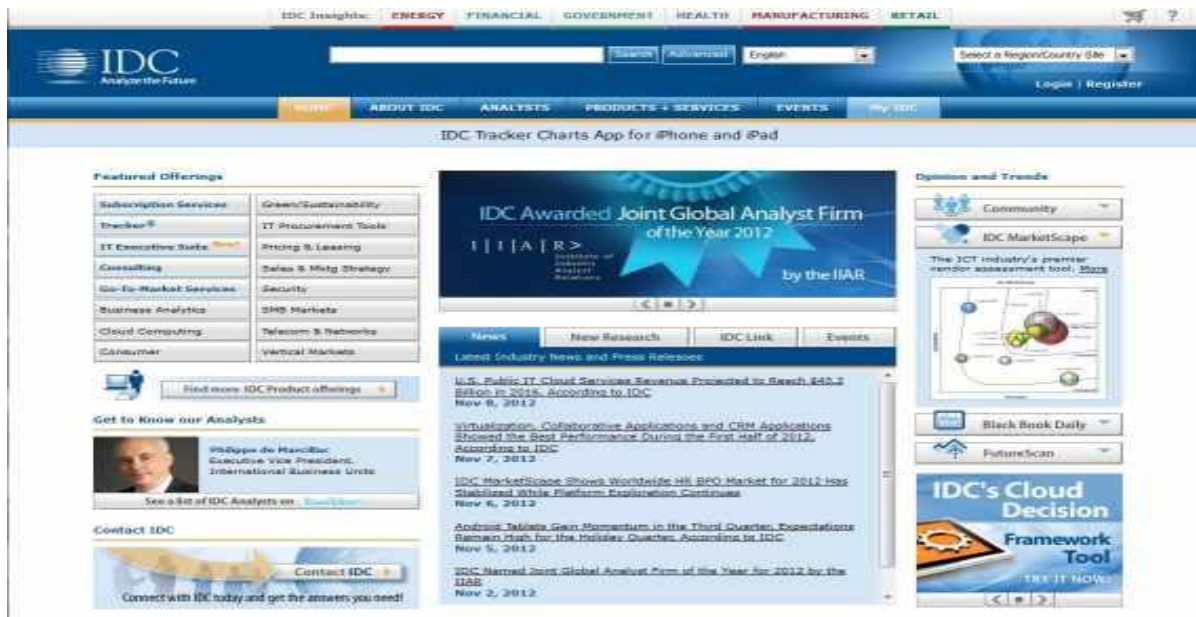 IDC Insights: ENERGY FINANCIAL GOVERNMENT HEALTH MANUFACTURING RETAIL ?
IDC
Analyze the Future
Search Advanced English Select a Region/Country Site
Login | Register
HOME ABOUT IDC ANALYSTS PRODUCTS + SERVICES EVENTS My IDC
IDC Tracker Charts App for iPhone and iPad
Featured Offerings
Subscription Services Green/Sustainability
Tracker® IT Procurement Tools
IT Executive Suite Pricing & Leasing
Consulting Sales & Mktg Strategy
Go-To-Market Services Security
Business Analytics SMB Markets
Cloud Computing Telecom & Networks
Consumer Vertical Markets
Find more IDC Product offerings
Get to Know our Analysts
Philippe de Marcillac
Executive Vice President,
International Business Units
See a list of IDC Analysts on
Contact IDC
Contact IDC
Connect with IDC today and get the answers you need!
IDC Awarded Joint Global Analyst Firm
of the Year 2012
I | I | A | R >
Institute of
Industry
Analyst
Relations
by the IIAR
News New Research IDC Link Events
Latest Industry News and Press Releases
U.S. Public IT Cloud Services Revenue Projected to Reach $43.2
Billion in 2016, According to IDC
Nov 8, 2012
Virtualization, Collaborative Applications and CRM Applications
Showed the Best Performance During the First Half of 2012,
According to IDC
Nov 7, 2012
IDC MarketScape Shows Worldwide HR BPO Market for 2012 Has
Stabilized While Platform Exploration Continues
Nov 6, 2012
Android Tablets Gain Momentum in the Third Quarter, Expectations
Remain High for the Holiday Quarter, According to IDC
Nov 5, 2012
IDC Named Joint Global Analyst Firm of the Year for 2012 by the
IIAR
Nov 2, 2012
Opinion and Trends
Community
IDC MarketScape
The ICT industry's premier
vendor assessment tool. More
Black Book Daily
FutureScan
IDC's Cloud
Decision
Framework
Tool
TRY IT NOW